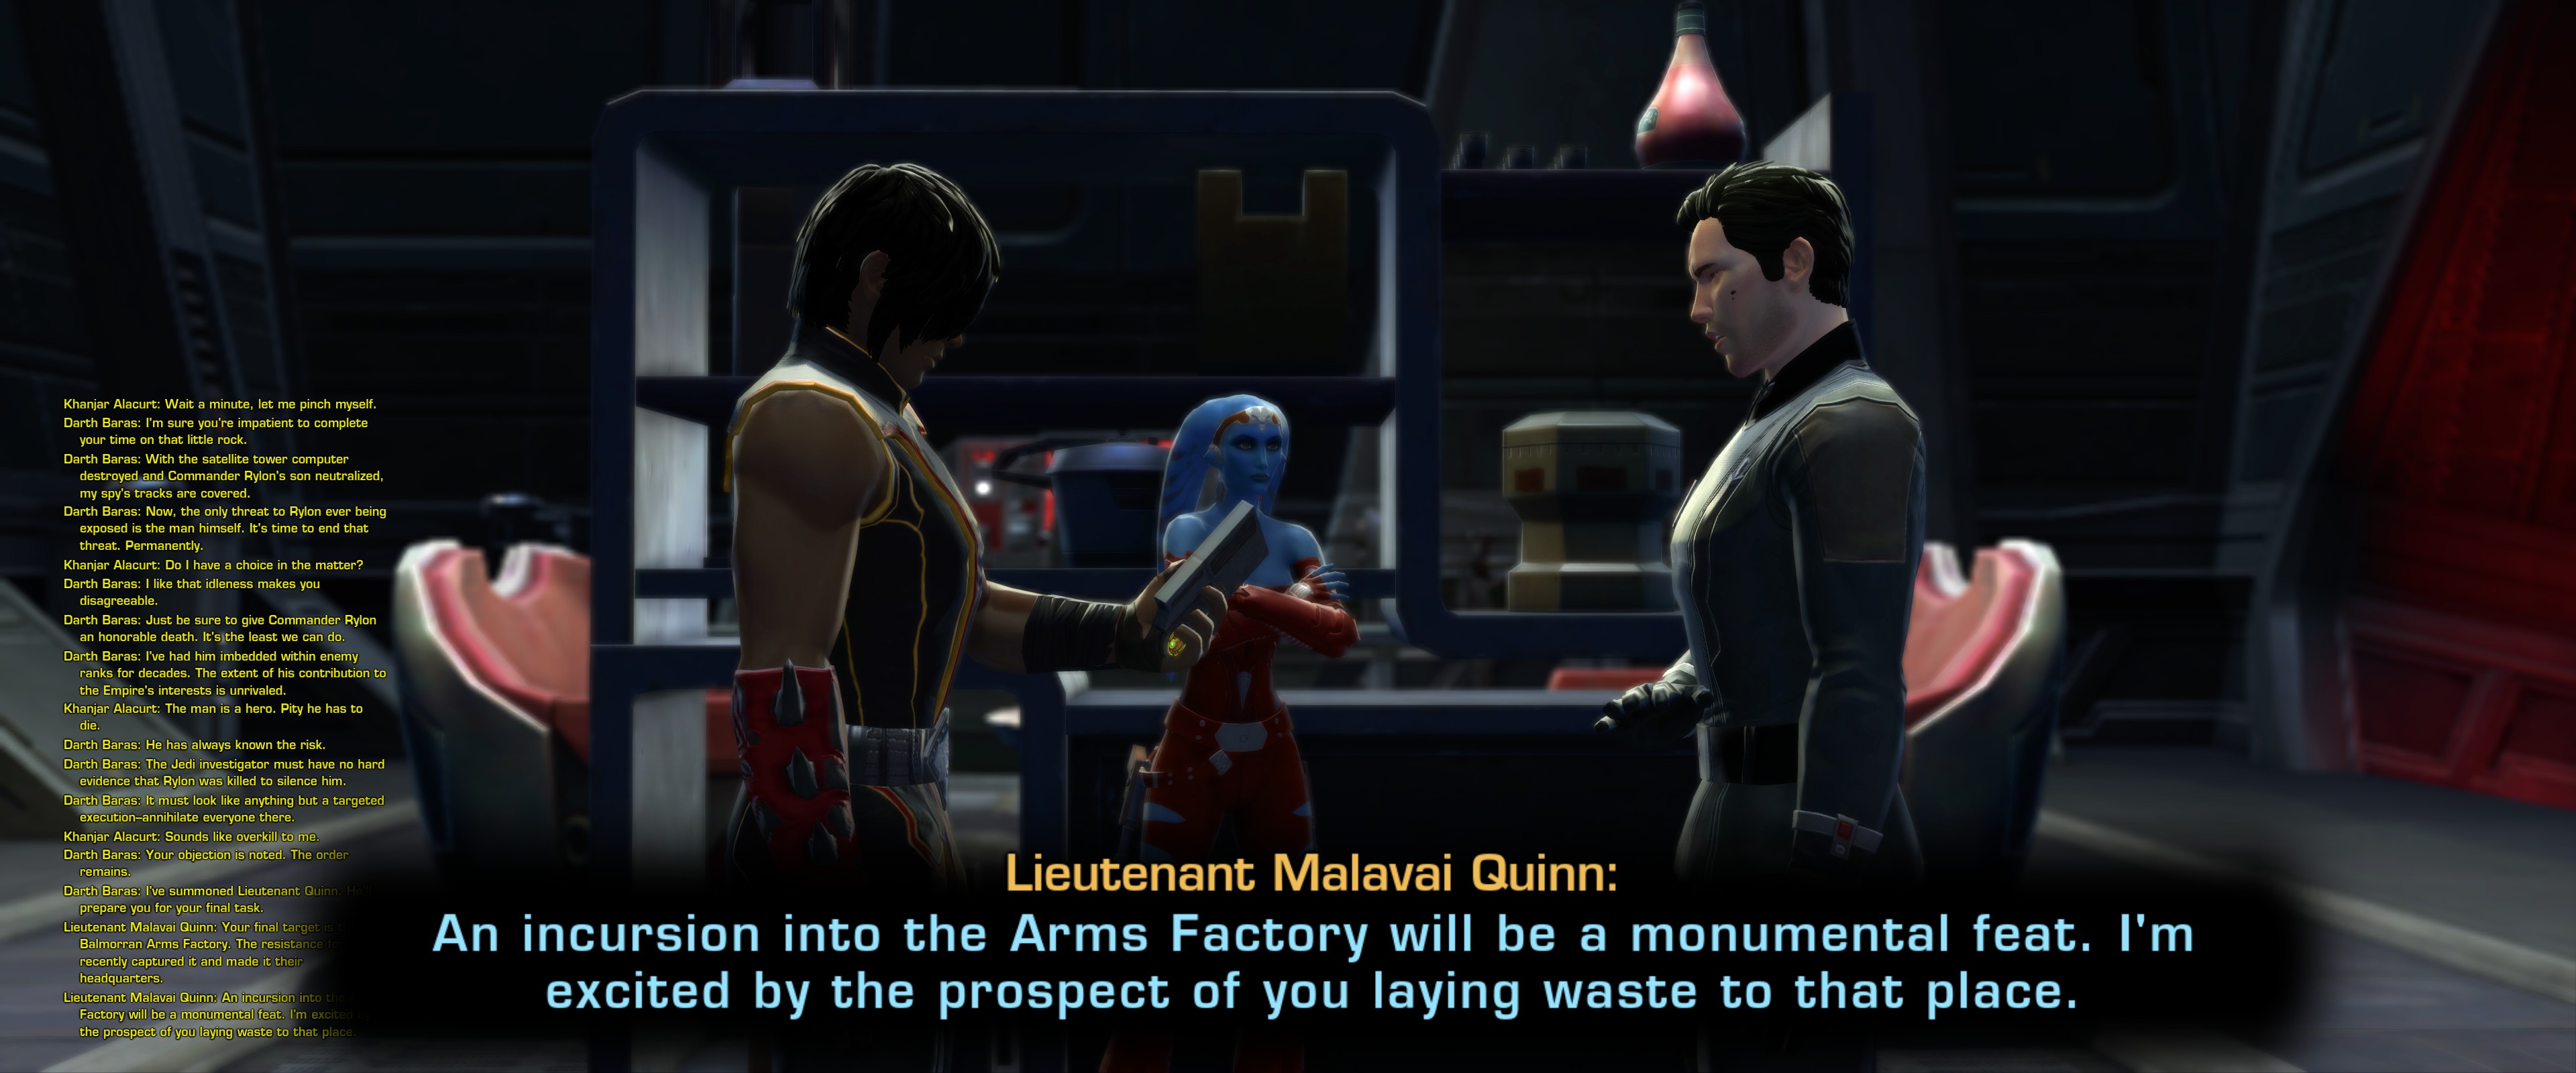 Khanjar Alacurt: Wait a minute, let me pinch myself.
Darth Baras: I'm sure you're impatient to complete
your time on that little rock.
Darth Baras: With the satellite tower computer
destroyed and Commander Rylon's son neutralized,
my spy's tracks are covered.
Darth Baras: Now, the only threat to Rylon ever being
exposed is the man himself. It's time to end that
threat. Permanently.
Khanjar Alacurt: Do I have a choice in the matter?
Darth Baras: I like that idleness makes you
disagreeable.
Darth Baras: Just be sure to give Commander Rylon
an honorable death. It's the least we can do.
Darth Baras: I've had him imbedded within enemy
ranks for decades. The extent of his contribution to
the Empire's interests is unrivaled.
Khanjar Alacurt: The man is a hero. Pity he has to
die.
Darth Baras: He has always known the risk.
Darth Baras: The Jedi investigator must have no hard
evidence that Rylon was killed to silence him.
Darth Baras: It must look like anything but a targeted
execution–annihilate everyone there.
Khanjar Alacurt: Sounds like overkill to me.
Darth Baras: Your objection is noted. The order
remains.
Darth Baras: I've summoned Lieutenant Quinn. He'll
prepare you for your final task.
Lieutenant Malavai Quinn: Your final target is
Balmorran Arms Factory. The resistance
recently captured it and made it their
headquarters.
Lieutenant Malavai Quinn: An incursion into the
Factory will be a monumental feat. I'm excited
the prospect of you laying waste to that place.
Lieutenant Malavai Quinn:
An incursion into the Arms Factory will be a monumental feat. I'm
excited by the prospect of you laying waste to that place.